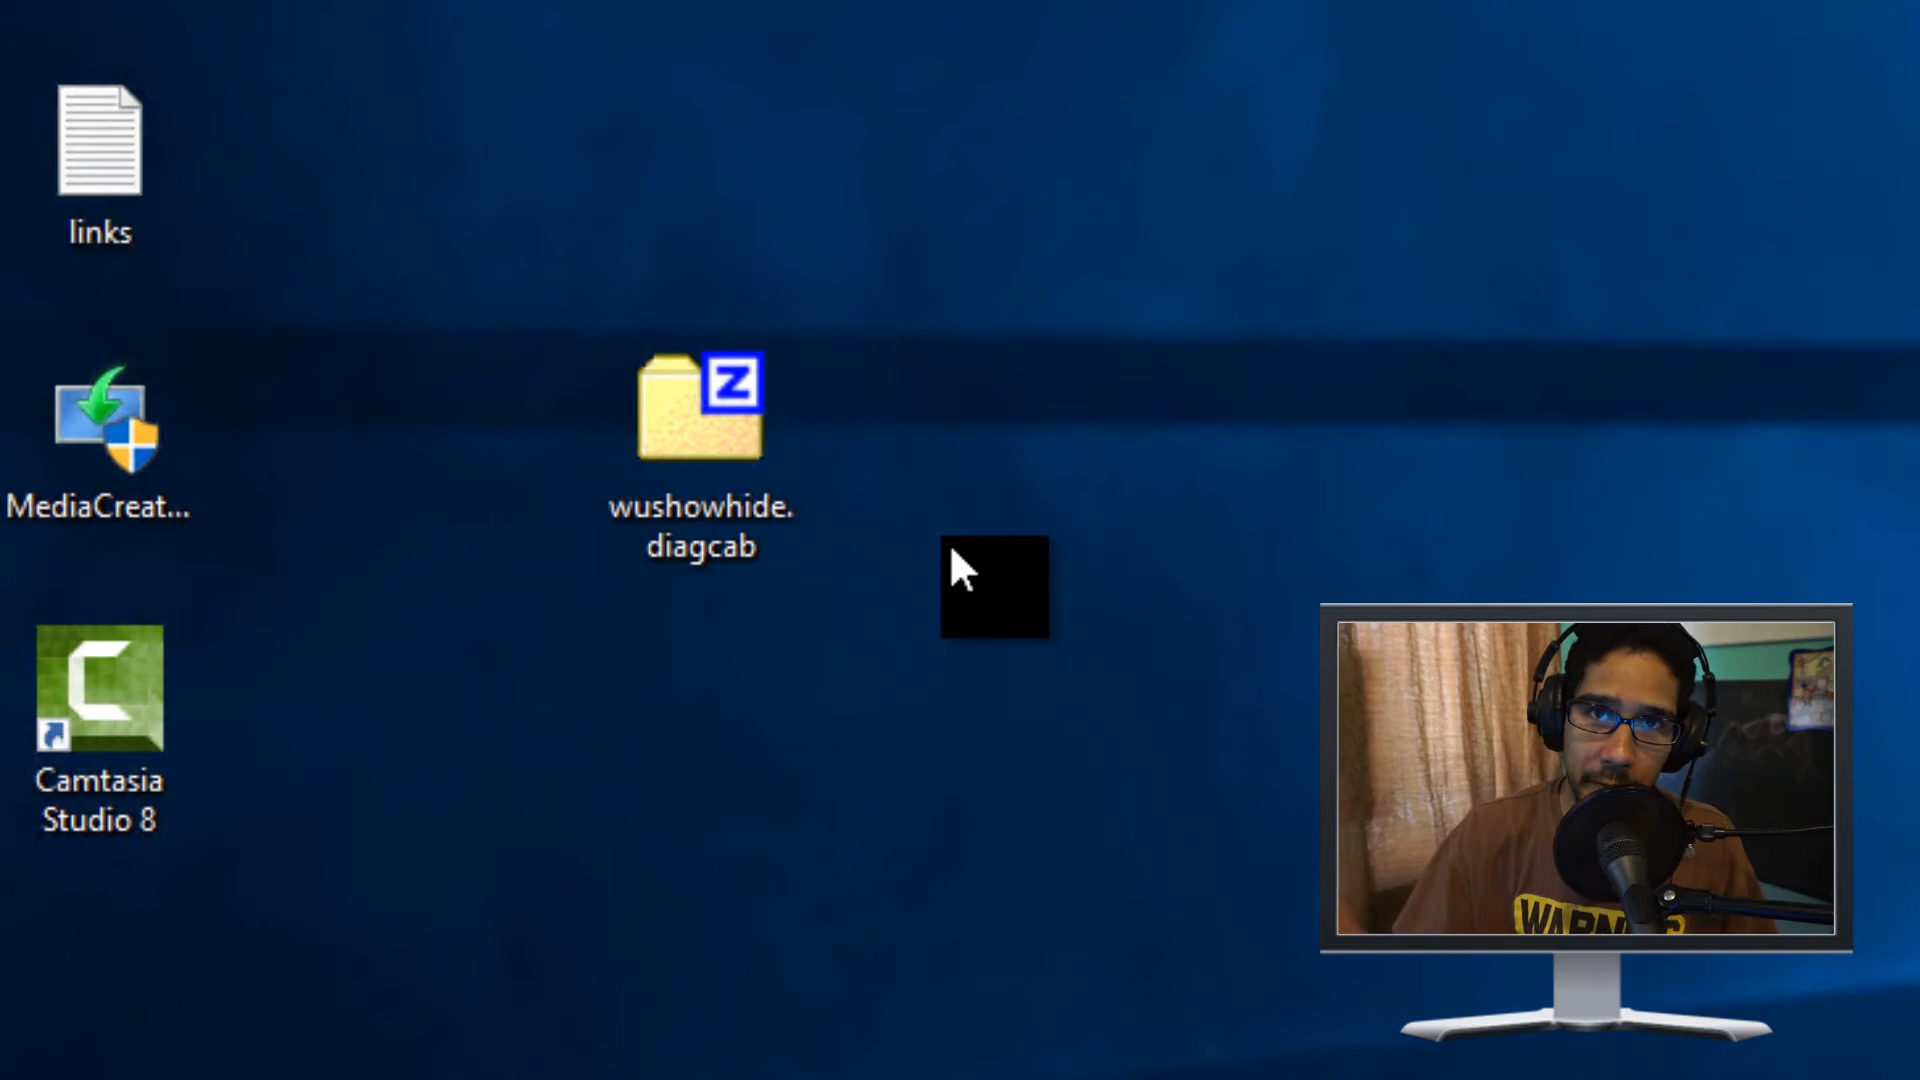 links
MediaCreat...
wushowhide.
diagcab
Z
Camtasia
Studio 8